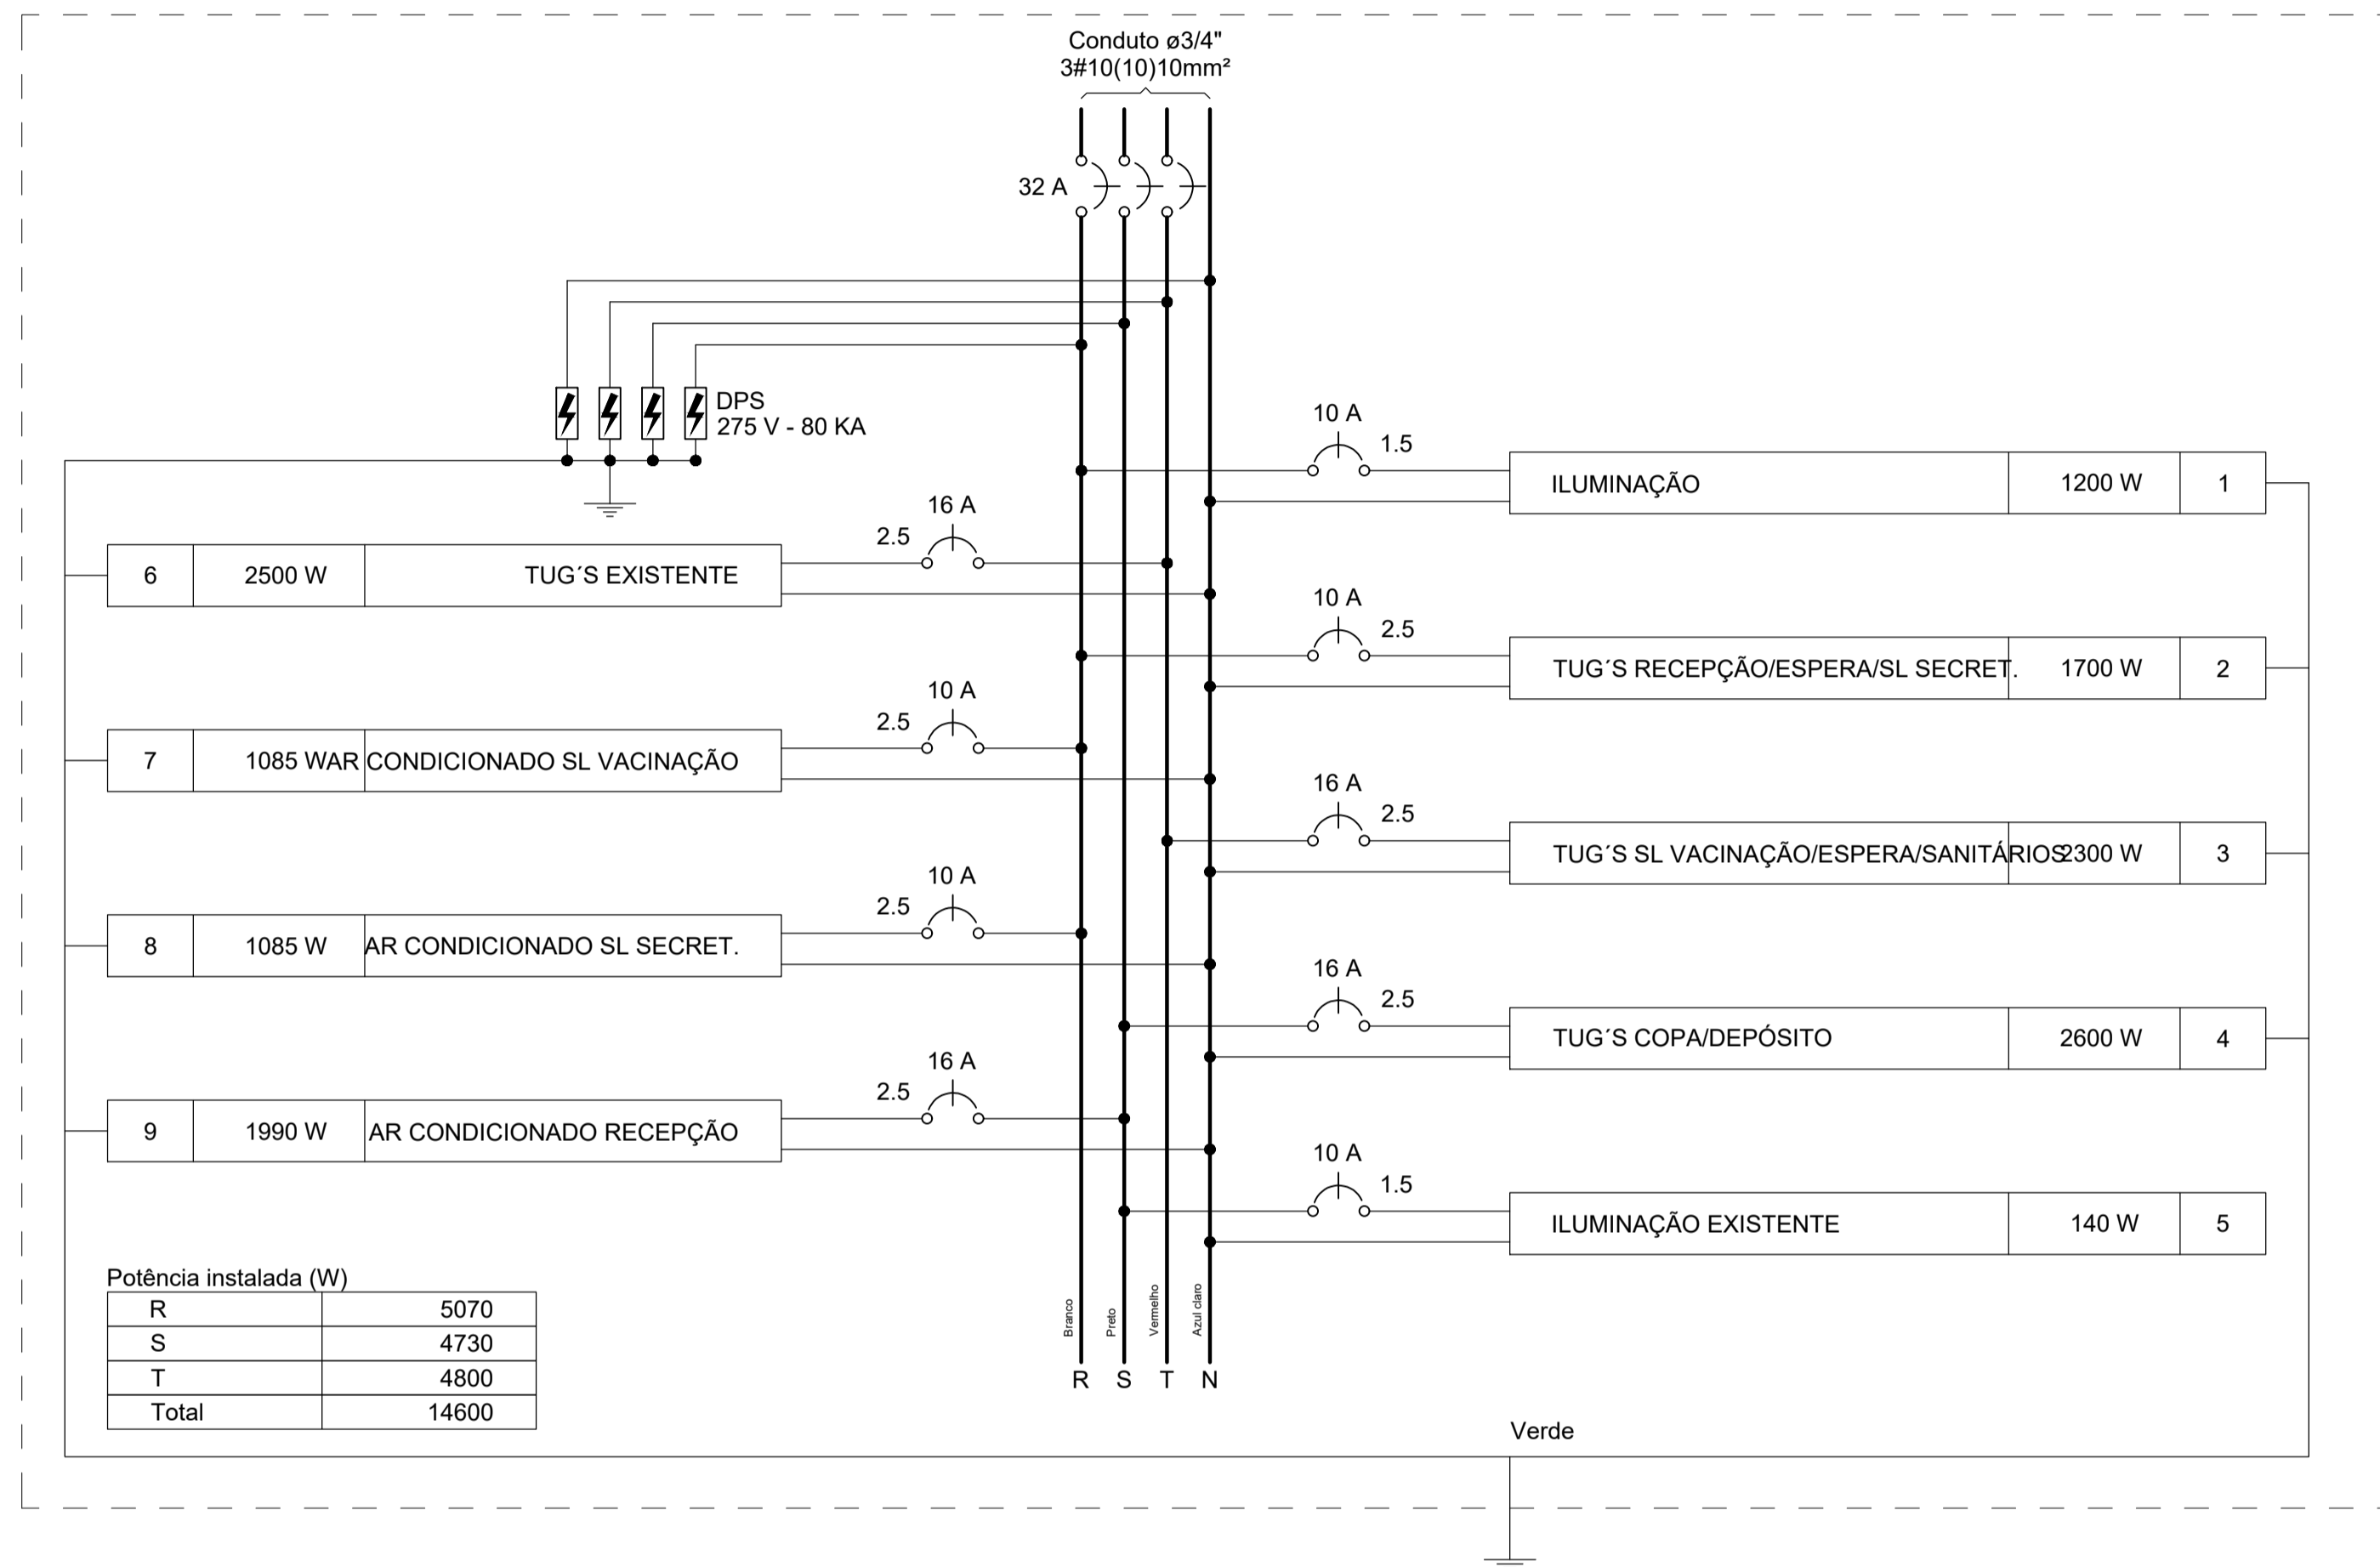 Conduto ø3/4"
3#10(10)10mm²
32 A
DPS
275 V - 80 KA
10 A
1.5
ILUMINAÇÃO 1200 W 1
16 A
2.5
6 2500 W TUG´S EXISTENTE
10 A
2.5
TUG´S RECEPÇÃO/ESPERA/SL SECRET. 1700 W 2
10 A
2.5
7 1085 W AR CONDICIONADO SL VACINAÇÃO
16 A
2.5
TUG´S SL VACINAÇÃO/ESPERA/SANITÁRIOS 2300 W 3
10 A
2.5
8 1085 W AR CONDICIONADO SL SECRET.
16 A
2.5
TUG´S COPA/DEPÓSITO 2600 W 4
16 A
2.5
9 1990 W AR CONDICIONADO RECEPÇÃO
10 A
1.5
ILUMINAÇÃO EXISTENTE 140 W 5
Potência instalada (W)
R 5070
S 4730
T 4800
Total 14600
Branco
Preto
Vermelho
Azul claro
R S T N
Verde